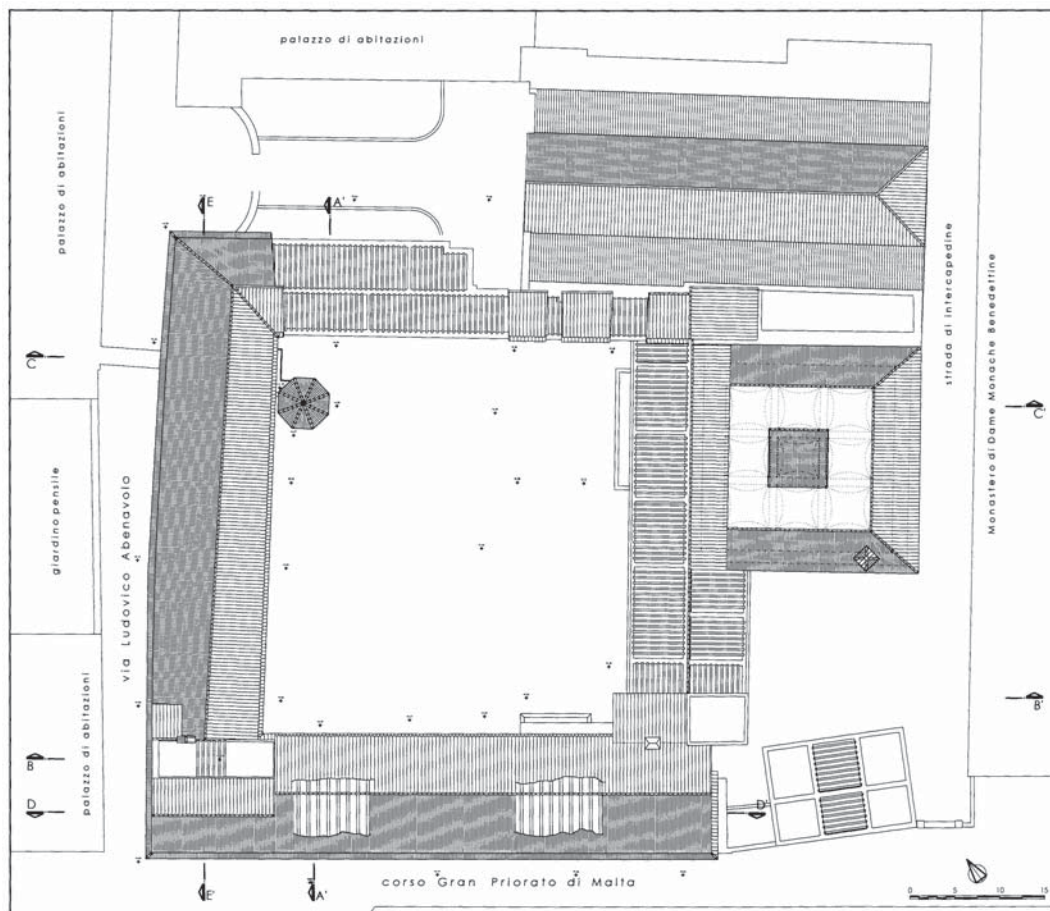 palazzo di abitazioni
palazzo di abitazioni
E
A'
C
strada di intercapedine
Monastero di Dame Monache Benedettine
C'
giardino pensile
via Ludovico Abenavolo
palazzo di abitazioni
B'
B
D
D'
corso Gran Priorato di Malta
E'
A'
0 5 10 15